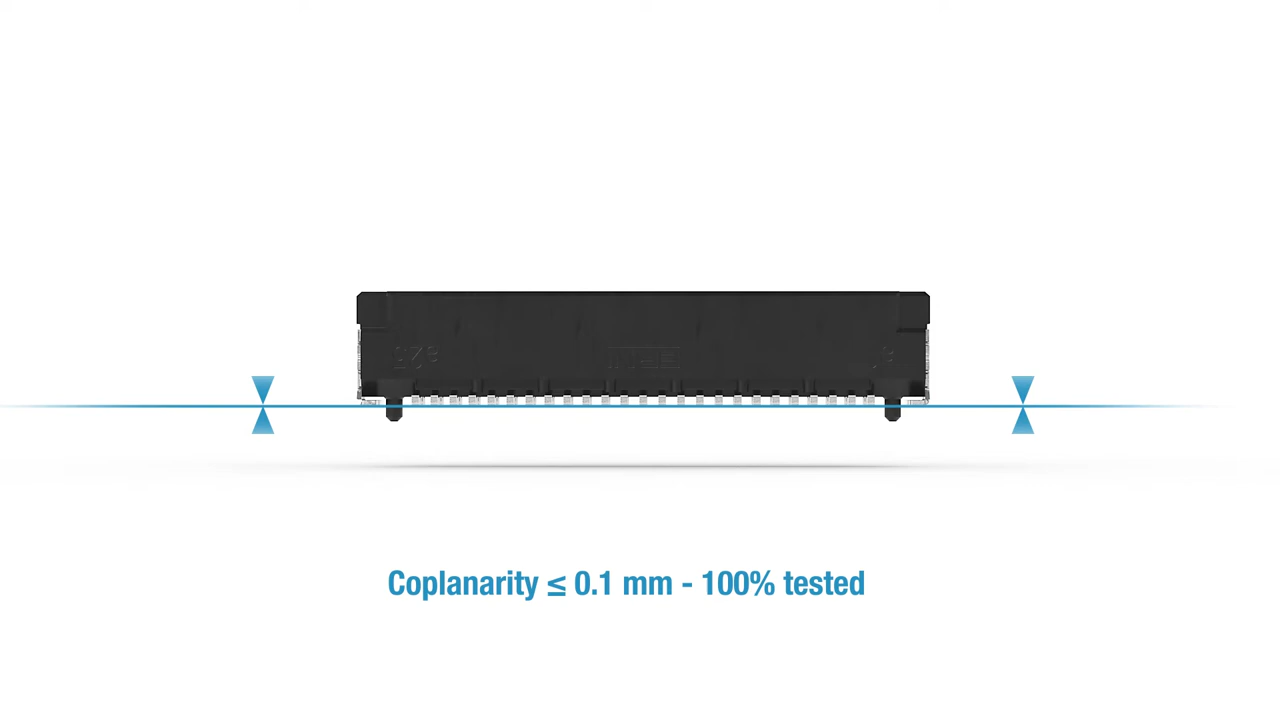 Coplanarity ≤ 0.1 mm - 100% tested